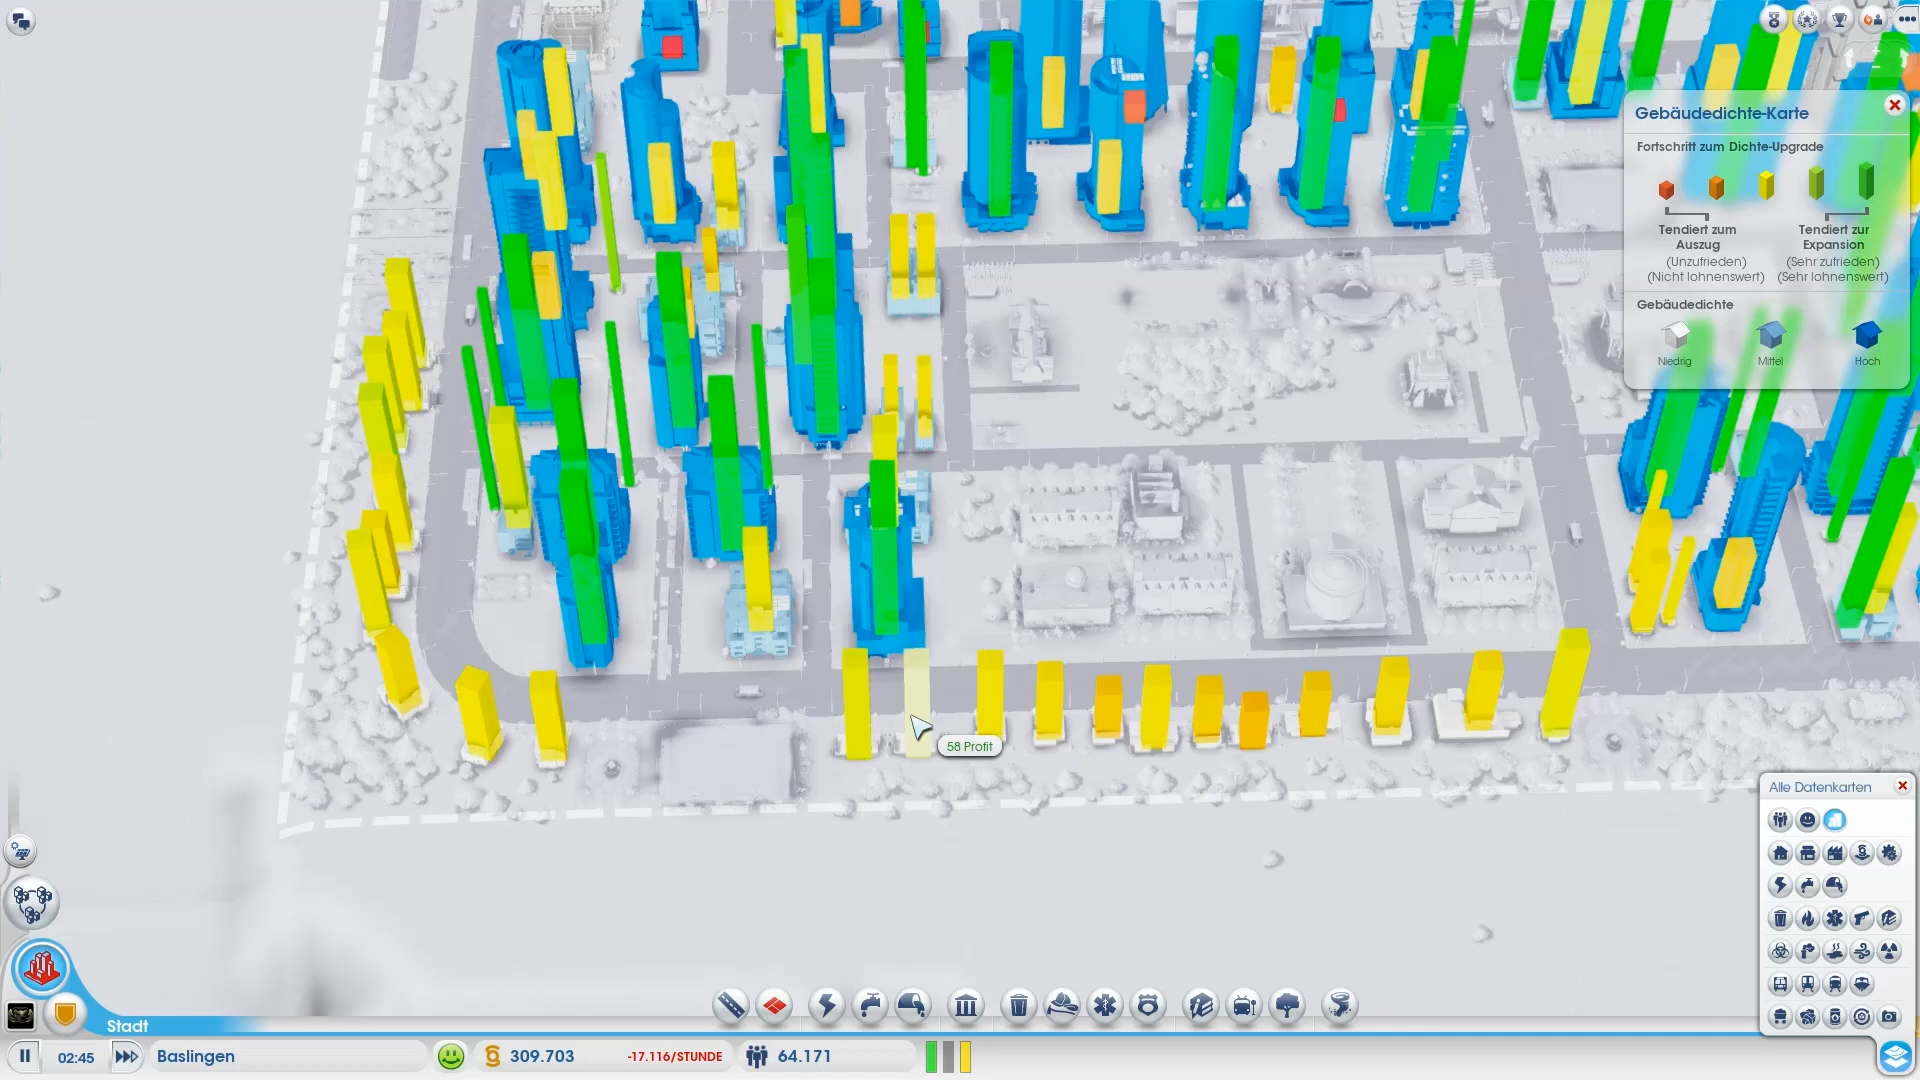 Gebäudedichte-Karte
Fortschritt zum Dichte-Upgrade
Tendiert zum Auszug
(Unzufrieden)
(Nicht lohnenswert)
Tendiert zur Expansion
(Sehr zufrieden)
(Sehr lohnenswert)
Gebäudedichte
Niedrig
Mittel
Hoch
58 Profit
Alle Datenkarten
Stadt
02:45
Baslingen
309.703
-17.116/STUNDE
64.171